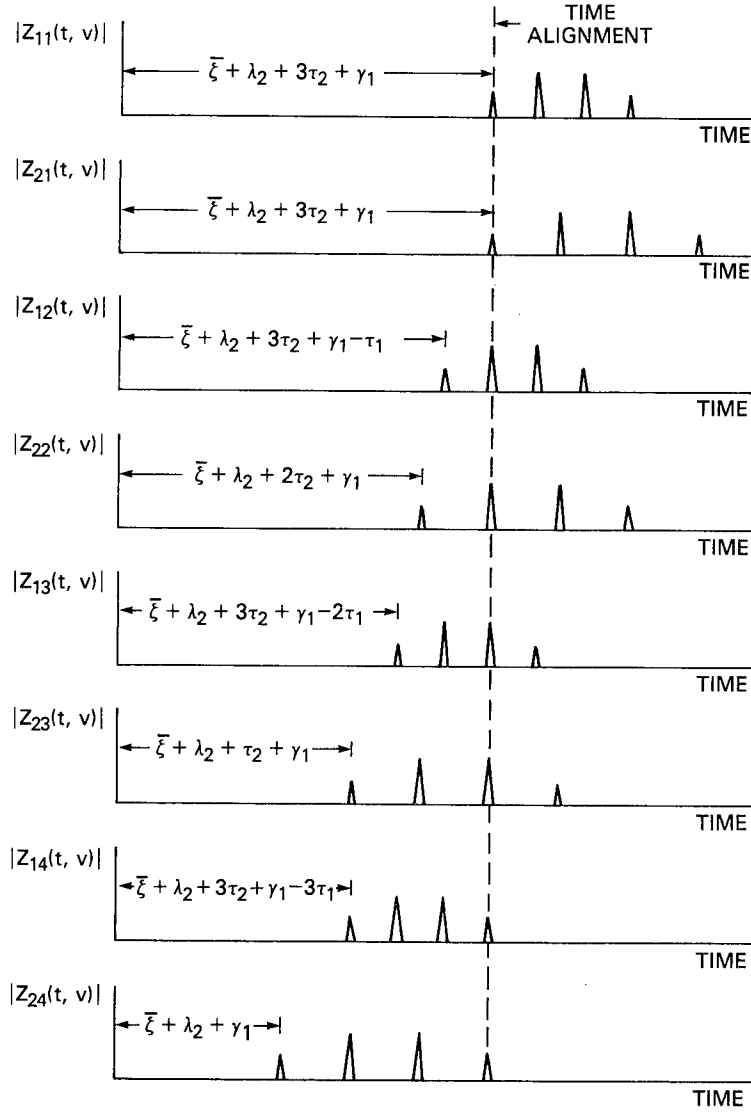 TIME
ALIGNMENT
|Z₁₁(t, v)|
ξ̅ + λ₂ + 3τ₂ + γ₁
TIME
|Z₂₁(t, v)|
ξ̅ + λ₂ + 3τ₂ + γ₁
TIME
|Z₁₂(t, v)|
ξ̅ + λ₂ + 3τ₂ + γ₁−τ₁
TIME
|Z₂₂(t, v)|
ξ̅ + λ₂ + 2τ₂ + γ₁
TIME
|Z₁₃(t, v)|
ξ̅ + λ₂ + 3τ₂ + γ₁−2τ₁
TIME
|Z₂₃(t, v)|
ξ̅ + λ₂ + τ₂ + γ₁
TIME
|Z₁₄(t, v)|
ξ̅ + λ₂ + 3τ₂ + γ₁−3τ₁
TIME
|Z₂₄(t, v)|
ξ̅ + λ₂ + γ₁
TIME